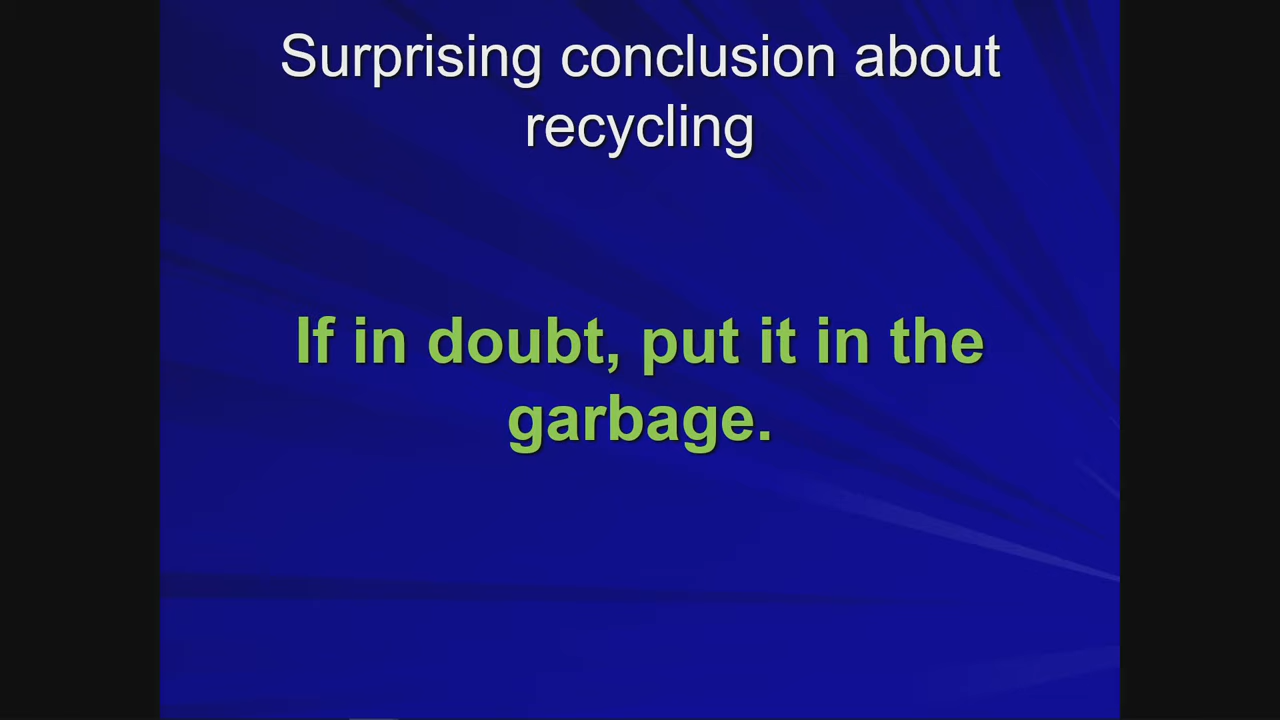 Surprising conclusion about
recycling
If in doubt, put it in the
garbage.